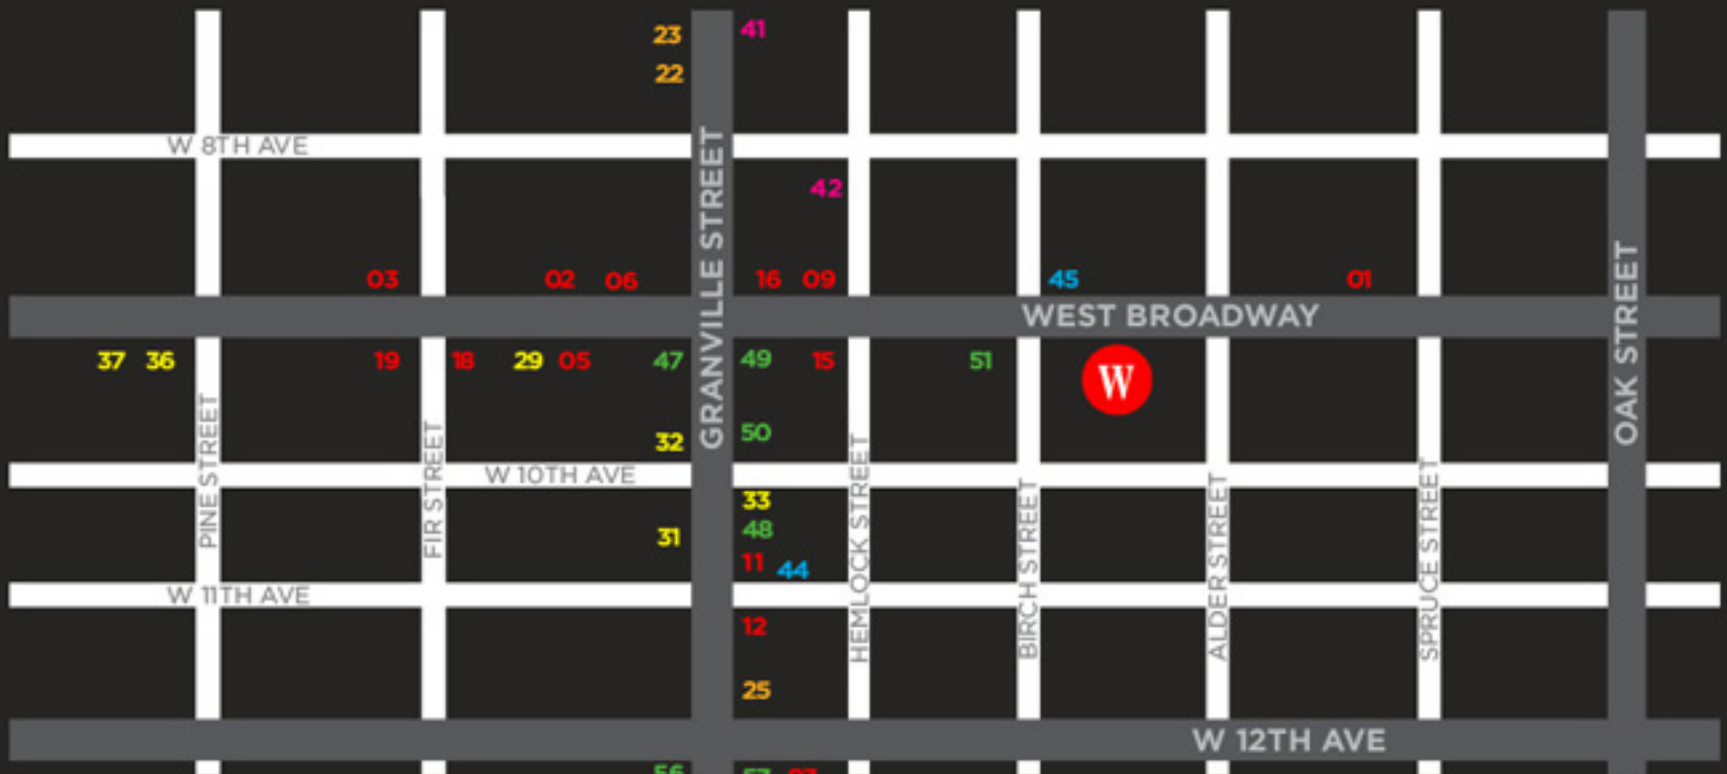 23 41
22
W 8TH AVE
42
03 02 06 16 09 45 01
WEST BROADWAY
37 36 19 18 29 05 47 49 15 51
W
GRANVILLE STREET
OAK STREET
32 50
W 10TH AVE
PINE STREET
FIR STREET
HEMLOCK STREET
BIRCH STREET
ALDER STREET
SPRUCE STREET
33
31 48
11 44
W 11TH AVE
12
25
W 12TH AVE